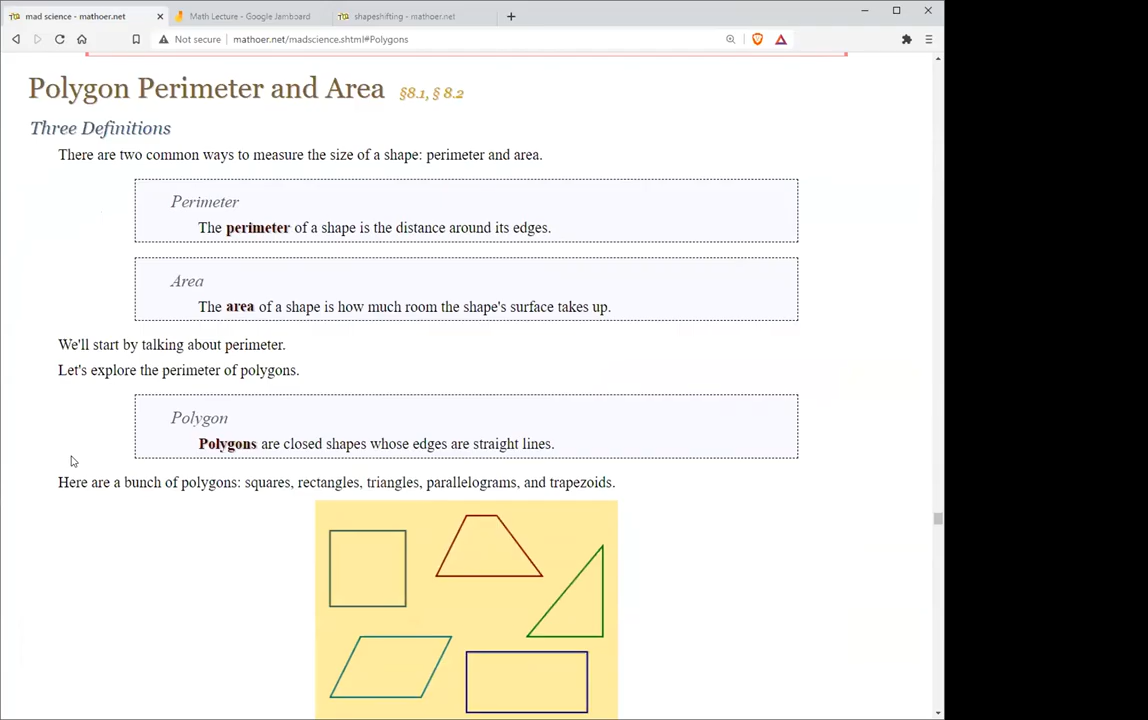 mad science - mathoer.net
Math Lecture - Google Jamboard
shapeshifting - mathoer.net
Not secure
mathoer.net/madscience.shtml#Polygons
Polygon Perimeter and Area §8.1, § 8.2
Three Definitions
There are two common ways to measure the size of a shape: perimeter and area.
Perimeter
The perimeter of a shape is the distance around its edges.
Area
The area of a shape is how much room the shape's surface takes up.
We'll start by talking about perimeter.
Let's explore the perimeter of polygons.
Polygon
Polygons are closed shapes whose edges are straight lines.
Here are a bunch of polygons: squares, rectangles, triangles, parallelograms, and trapezoids.